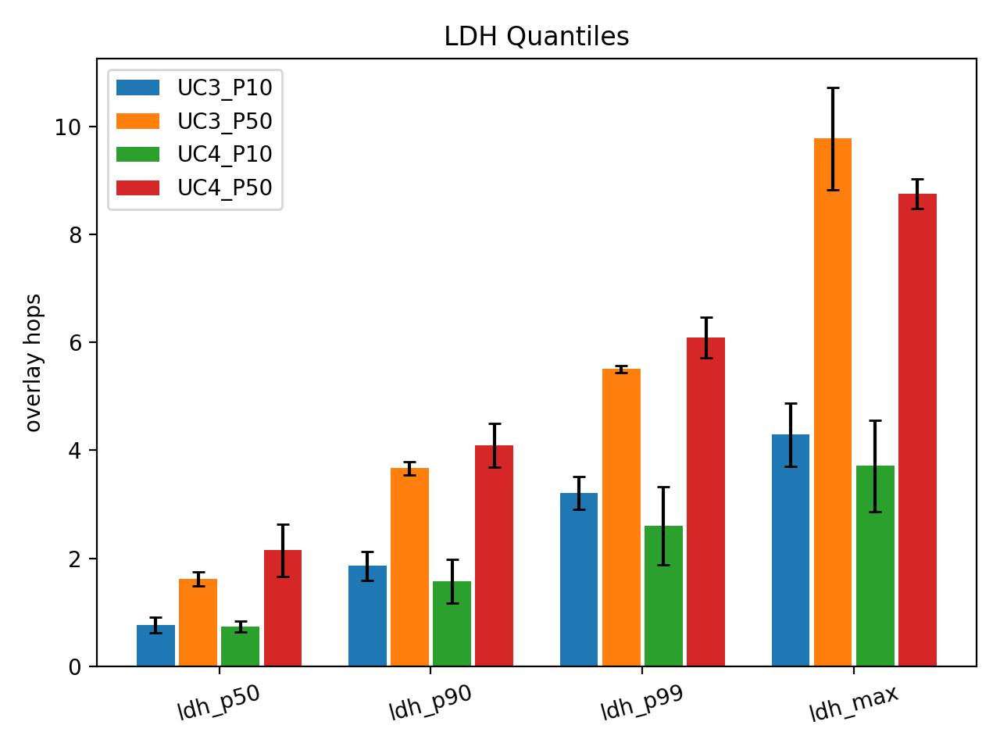 LDH Quantiles
UC3_P10
UC3_P50
UC4_P10
UC4_P50
overlay hops
10
8
6
4
2
0
ldh_p50
ldh_p90
ldh_p99
ldh_max